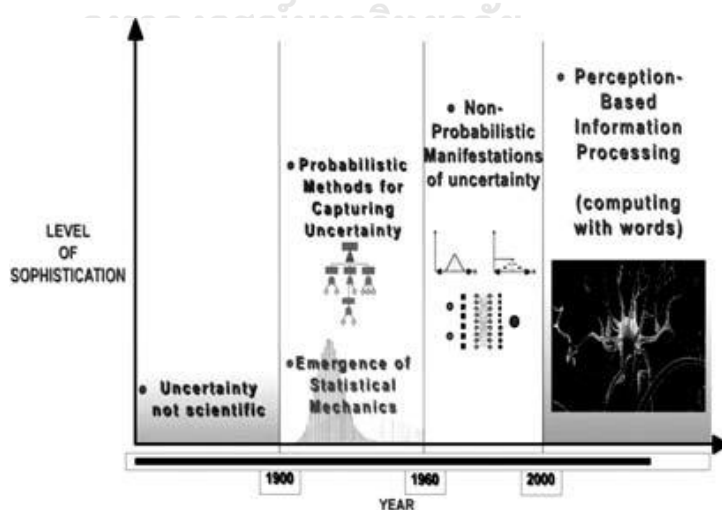 • Perception-
Based
Information
Processing
(computing
with words)
• Non-
Probabilistic
Manifestations
of uncertainty
• Probabilistic
Methods for
Capturing
Uncertainty
LEVEL
OF
SOPHISTICATION
• Emergence of
Statistical
Mechanics
• Uncertainty
not scientific
1900
1960
2000
YEAR